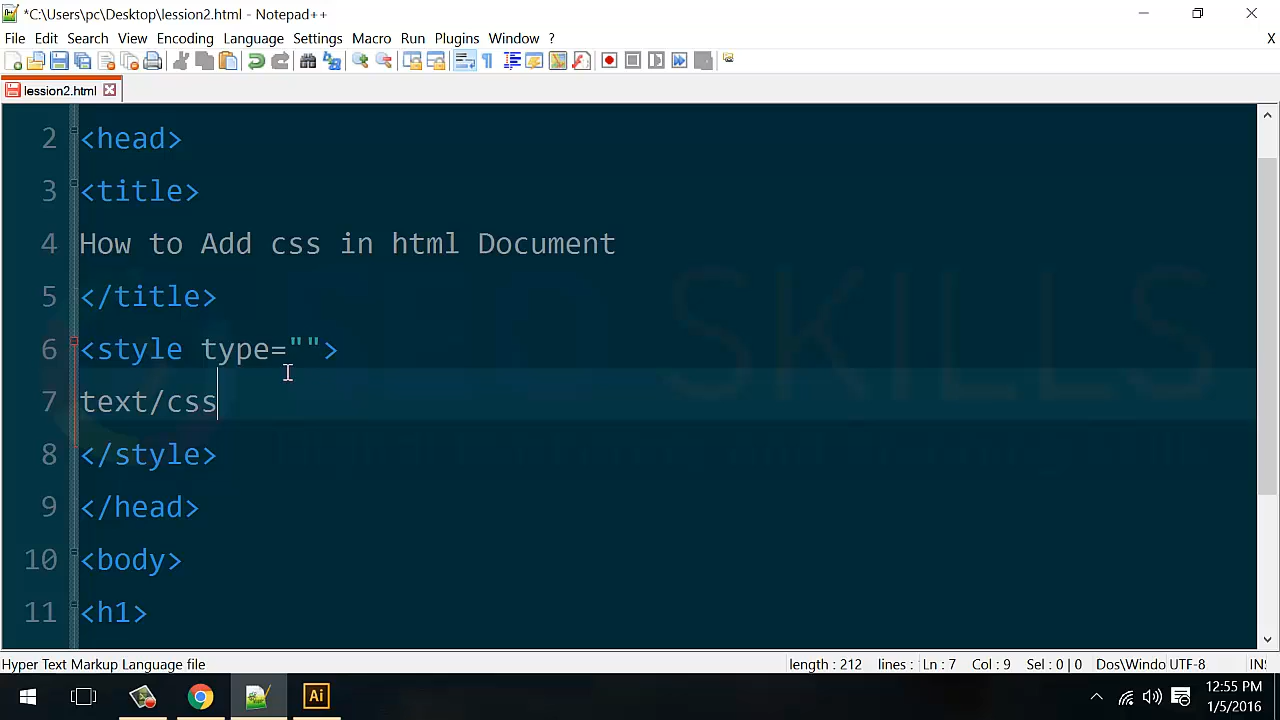 *C:\Users\pc\Desktop\lession2.html - Notepad++
File Edit Search View Encoding Language Settings Macro Run Plugins Window ? X
lession2.html
2 <head>
3 <title>
4 How to Add css in html Document
5 </title>
6 <style type="">
7 text/css
8 </style>
9 </head>
10 <body>
11 <h1>
SKILLS
Hyper Text Markup Language file length : 212 lines : Ln : 7 Col : 9 Sel : 0 | 0 Dos\Windo UTF-8 IN
Ai
12:55 PM
1/5/2016